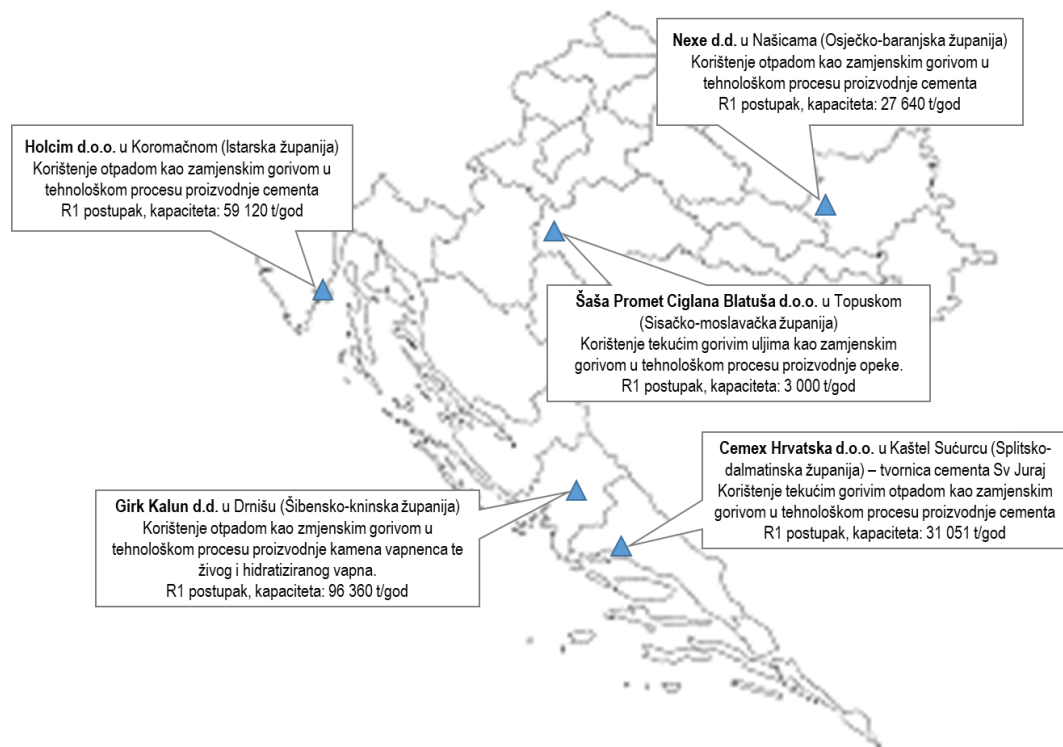 Nexe d.d. u Našicama (Osječko-baranjska županija)
Korištenje otpadom kao zamjenskim gorivom u
tehnološkom procesu proizvodnje cementa
R1 postupak, kapaciteta: 27 640 t/god
Holcim d.o.o. u Koromačnom (Istarska županija)
Korištenje otpadom kao zamjenskim gorivom u
tehnološkom procesu proizvodnje cementa
R1 postupak, kapaciteta: 59 120 t/god
Šaša Promet Ciglana Blatuša d.o.o. u Topuskom
(Sisačko-moslavačka županija)
Korištenje tekućim gorivim uljima kao zamjenskim
gorivom u tehnološkom procesu proizvodnje opeke.
R1 postupak, kapaciteta: 3 000 t/god
Cemex Hrvatska d.o.o. u Kaštel Sućurcu (Splitsko-
dalmatinska županija) – tvornica cementa Sv Juraj
Korištenje tekućim gorivim otpadom kao zamjenskim
gorivom u tehnološkom procesu proizvodnje cementa
R1 postupak, kapaciteta: 31 051 t/god
Girk Kalun d.d. u Drnišu (Šibensko-kninska županija)
Korištenje otpadom kao zmjenskim gorivom u
tehnološkom procesu proizvodnje kamena vapnenca te
živog i hidratiziranog vapna.
R1 postupak, kapaciteta: 96 360 t/god